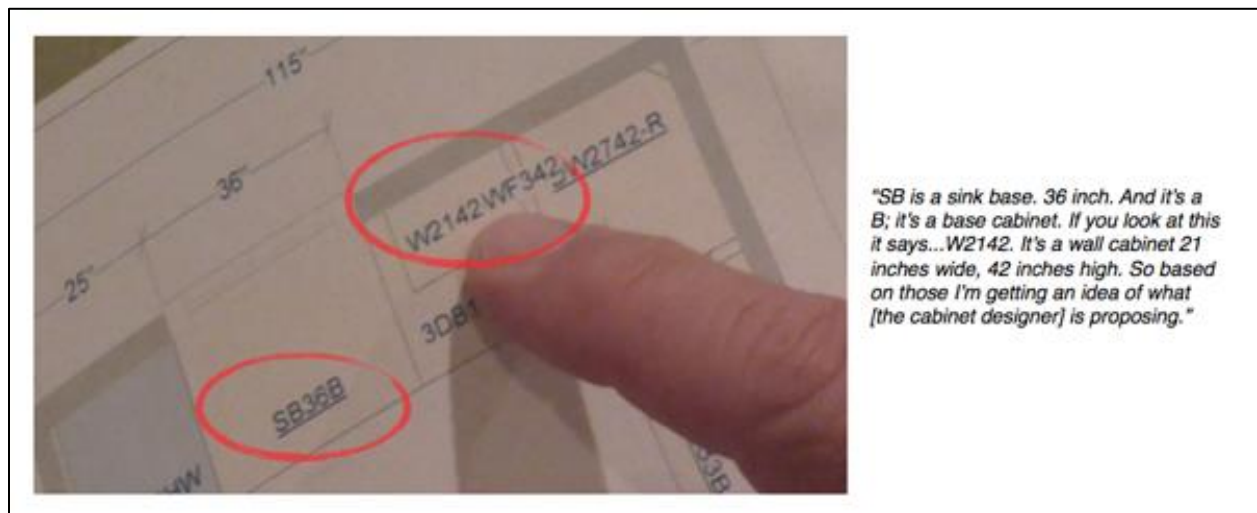 115"
36"
25"
W2142
WF342
W2742-R
SB36B
"SB is a sink base. 36 inch. And it's a
B; it's a base cabinet. If you look at this
it says...W2142. It's a wall cabinet 21
inches wide, 42 inches high. So based
on those I'm getting an idea of what
[the cabinet designer] is proposing."